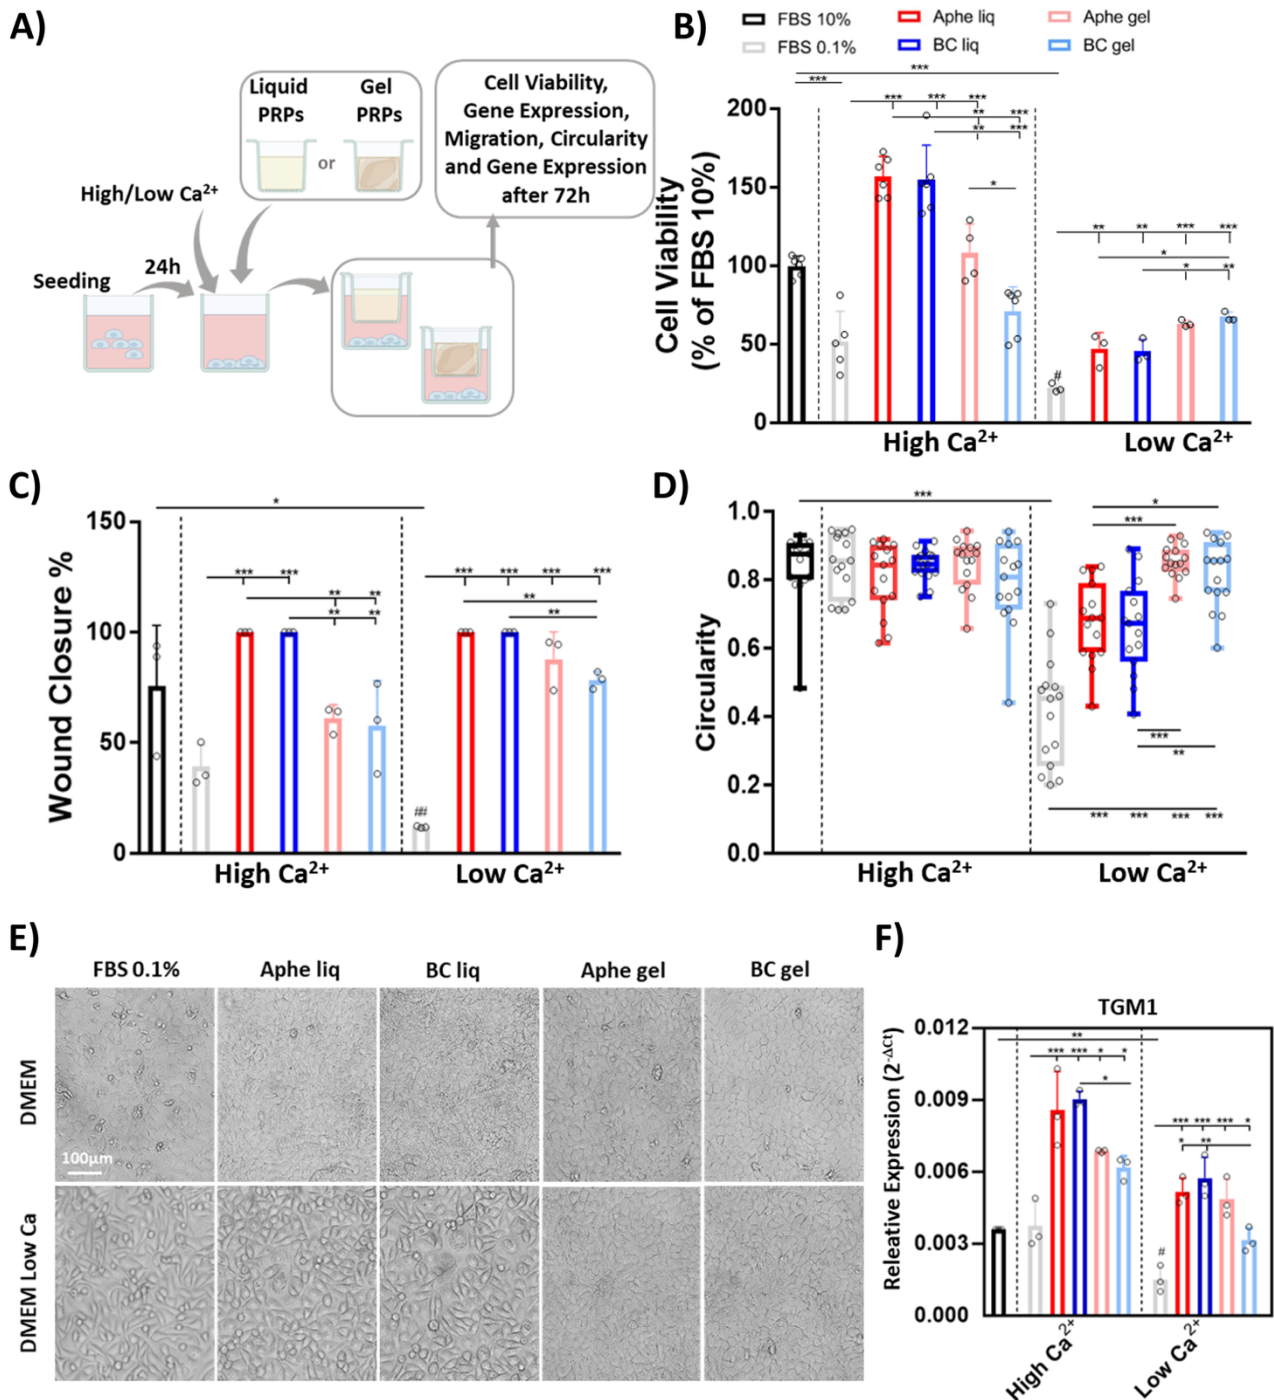 A)
Liquid PRPs
or
Gel PRPs
Cell Viability,
Gene Expression,
Migration, Circularity
and Gene Expression
after 72h
High/Low Ca²⁺
Seeding
24h
B)
FBS 10%
Aphe liq
Aphe gel
FBS 0.1%
BC liq
BC gel
Cell Viability
(% of FBS 10%)
200
150
100
50
0
***
***
*** *** ***
** ***
** ***
*
#
** ** *** ***
*
* **
High Ca²⁺
Low Ca²⁺
C)
Wound Closure %
150
100
50
0
*
*** ***
** **
** **
##
*** *** *** ***
**
**
High Ca²⁺
Low Ca²⁺
D)
Circularity
1.0
0.8
0.6
0.4
0.2
0.0
***
*
***
***
**
*** *** *** ***
High Ca²⁺
Low Ca²⁺
E)
FBS 0.1%
Aphe liq
BC liq
Aphe gel
BC gel
DMEM
100µm
DMEM Low Ca
F)
TGM1
Releative Expression (2^-ΔCt)
0.012
0.009
0.006
0.003
0.000
**
*** *** * *
*
#
*** *** *** *
* **
High Ca²⁺
Low Ca²⁺